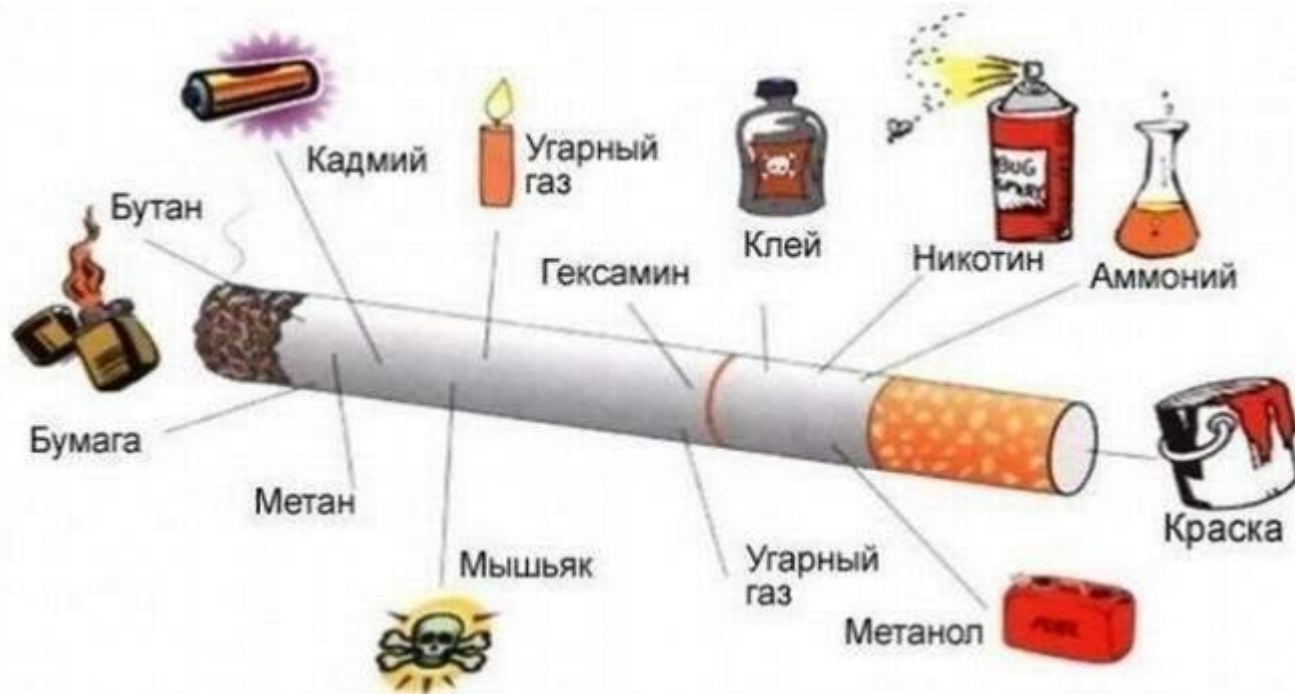 Кадмий
Угарный
газ
Бутан
Гексамин
Клей
BUG
SPRAY
Никотин
Аммоний
Бумага
Метан
Мышьяк
Угарный
газ
Метанол
Краска